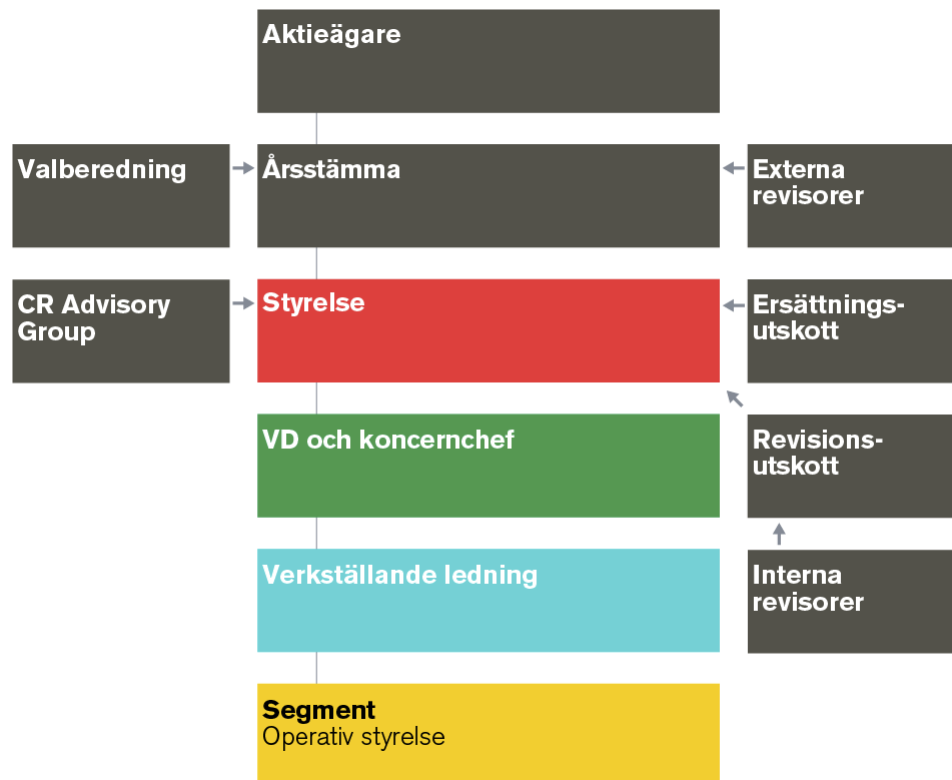 Aktieägare
Valberedning
Årsstämma
Externa
revisorer
CR Advisory
Group
Styrelse
Ersättnings-
utskott
VD och koncernchef
Revisions-
utskott
Verkställande ledning
Interna
revisorer
Segment
Operativ styrelse